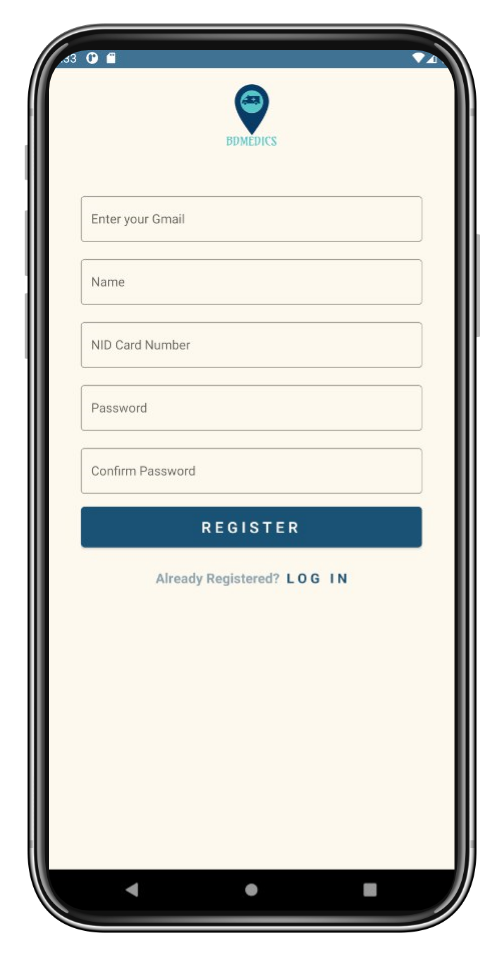 :33
BDMEDICS
Enter your Gmail
Name
NID Card Number
Password
Confirm Password
REGISTER
Already Registered? LOG IN